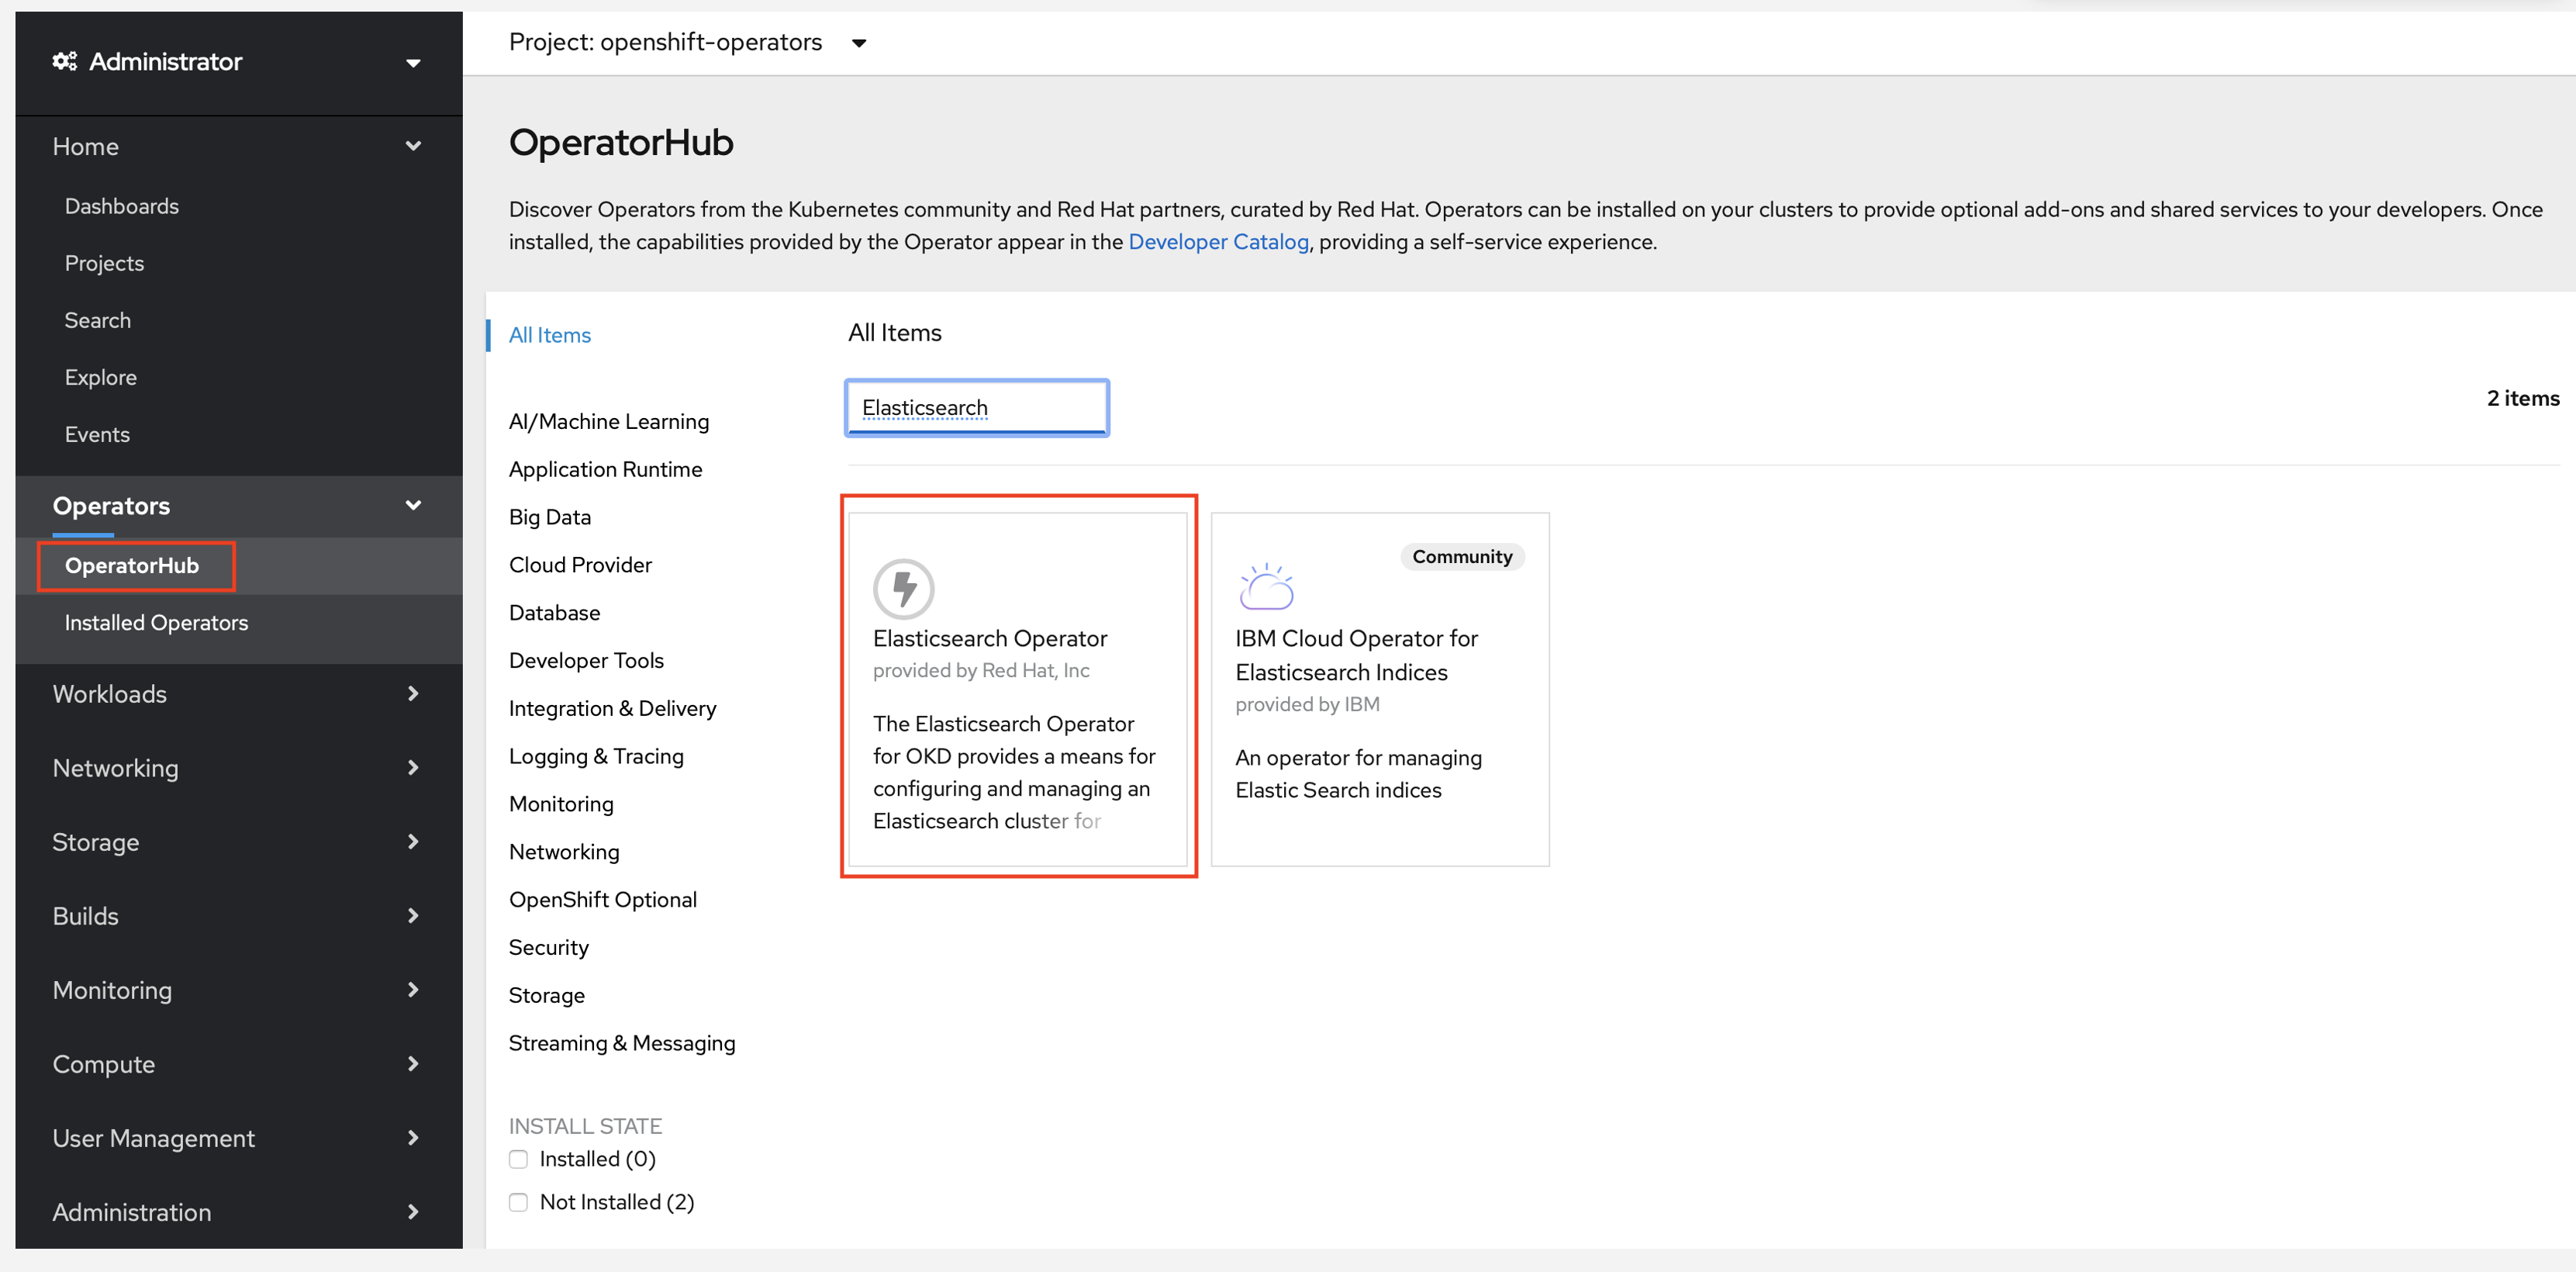 Administrator
Home
Dashboards
Projects
Search
Explore
Events
Operators
OperatorHub
Installed Operators
Workloads
Networking
Storage
Builds
Monitoring
Compute
User Management
Administration
Project: openshift-operators
OperatorHub
Discover Operators from the Kubernetes community and Red Hat partners, curated by Red Hat. Operators can be installed on your clusters to provide optional add-ons and shared services to your developers. Once
installed, the capabilities provided by the Operator appear in the Developer Catalog, providing a self-service experience.
All Items
AI/Machine Learning
Application Runtime
Big Data
Cloud Provider
Database
Developer Tools
Integration & Delivery
Logging & Tracing
Monitoring
Networking
OpenShift Optional
Security
Storage
Streaming & Messaging
INSTALL STATE
Installed (0)
Not Installed (2)
All Items
Elasticsearch
2 items
Elasticsearch Operator
provided by Red Hat, Inc
The Elasticsearch Operator
for OKD provides a means for
configuring and managing an
Elasticsearch cluster for
Community
IBM Cloud Operator for
Elasticsearch Indices
provided by IBM
An operator for managing
Elastic Search indices